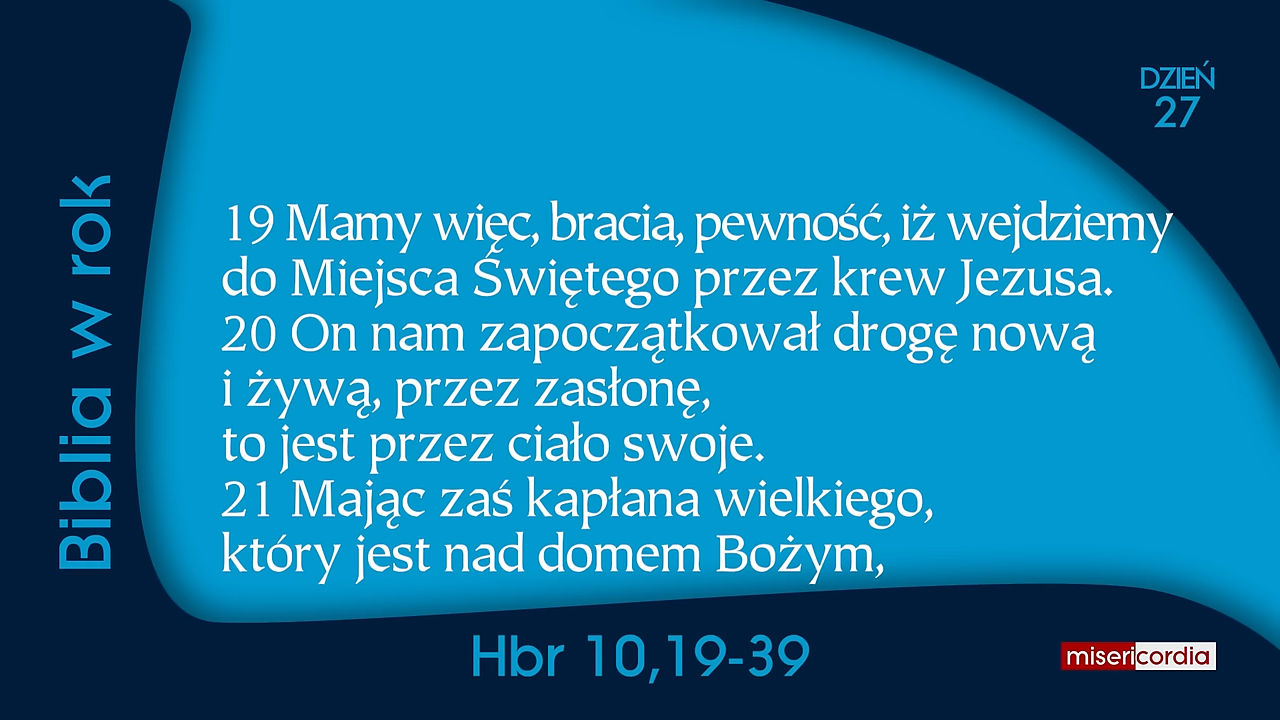 DZIEŃ
27
Biblia w rok
19 Mamy więc, bracia, pewność, iż wejdziemy
do Miejsca Świętego przez krew Jezusa.
20 On nam zapoczątkował drogę nową
i żywą, przez zasłonę,
to jest przez ciało swoje.
21 Mając zaś kapłana wielkiego,
który jest nad domem Bożym,
Hbr 10,19-39
misericordia